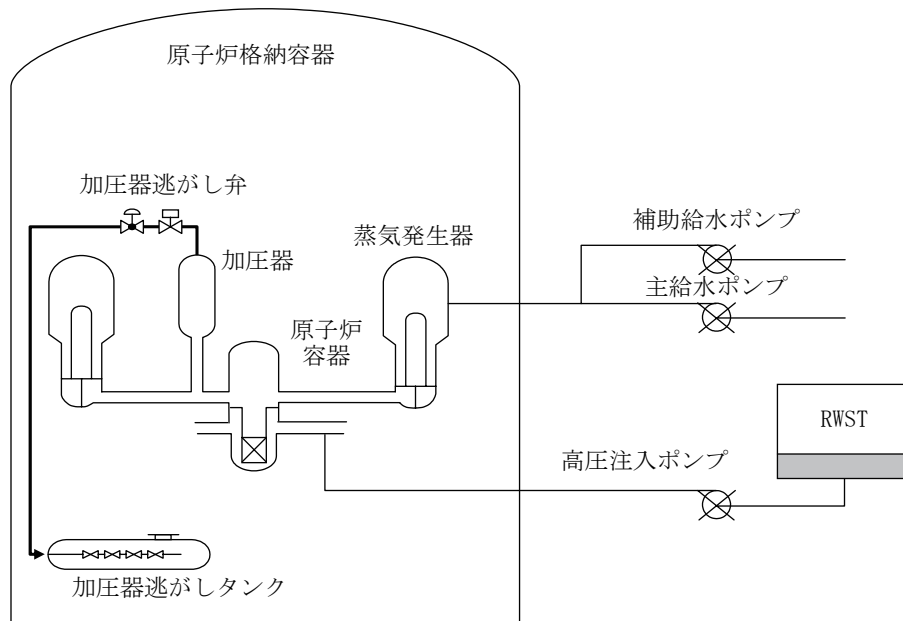 原子炉格納容器
加圧器逃がし弁
補助給水ポンプ
蒸気発生器
加圧器
主給水ポンプ
原子炉
容器
RWST
高圧注入ポンプ
加圧器逃がしタンク